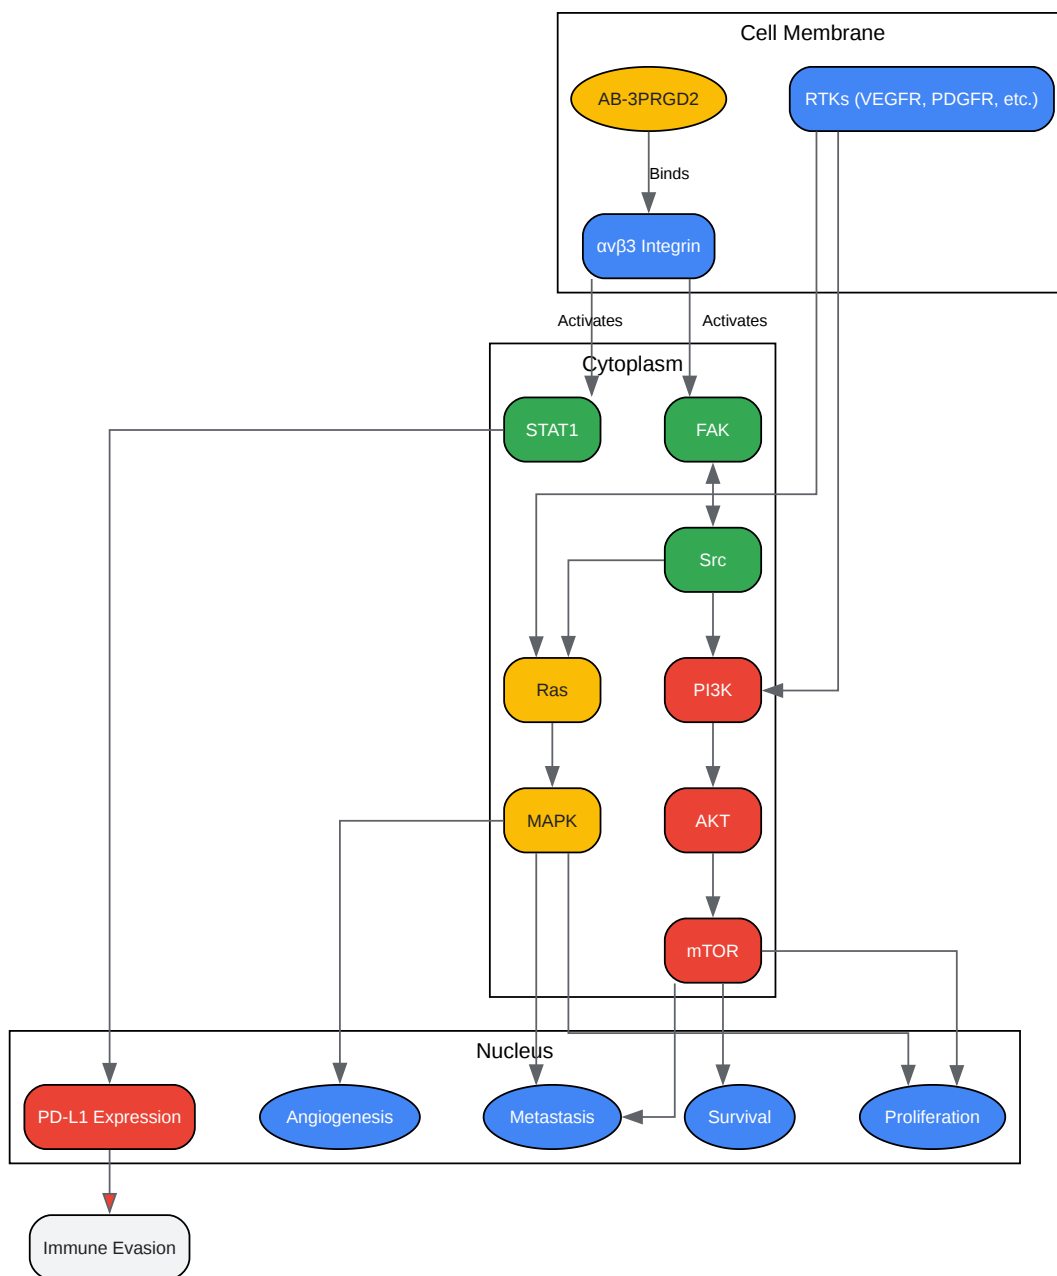 Cell Membrane
AB-3PRGD2
RTKs (VEGFR, PDGFR, etc.)
Binds
αvβ3 Integrin
Activates
Activates
Cytoplasm
STAT1
FAK
Src
Ras
PI3K
MAPK
AKT
mTOR
Nucleus
PD-L1 Expression
Angiogenesis
Metastasis
Survival
Proliferation
Immune Evasion